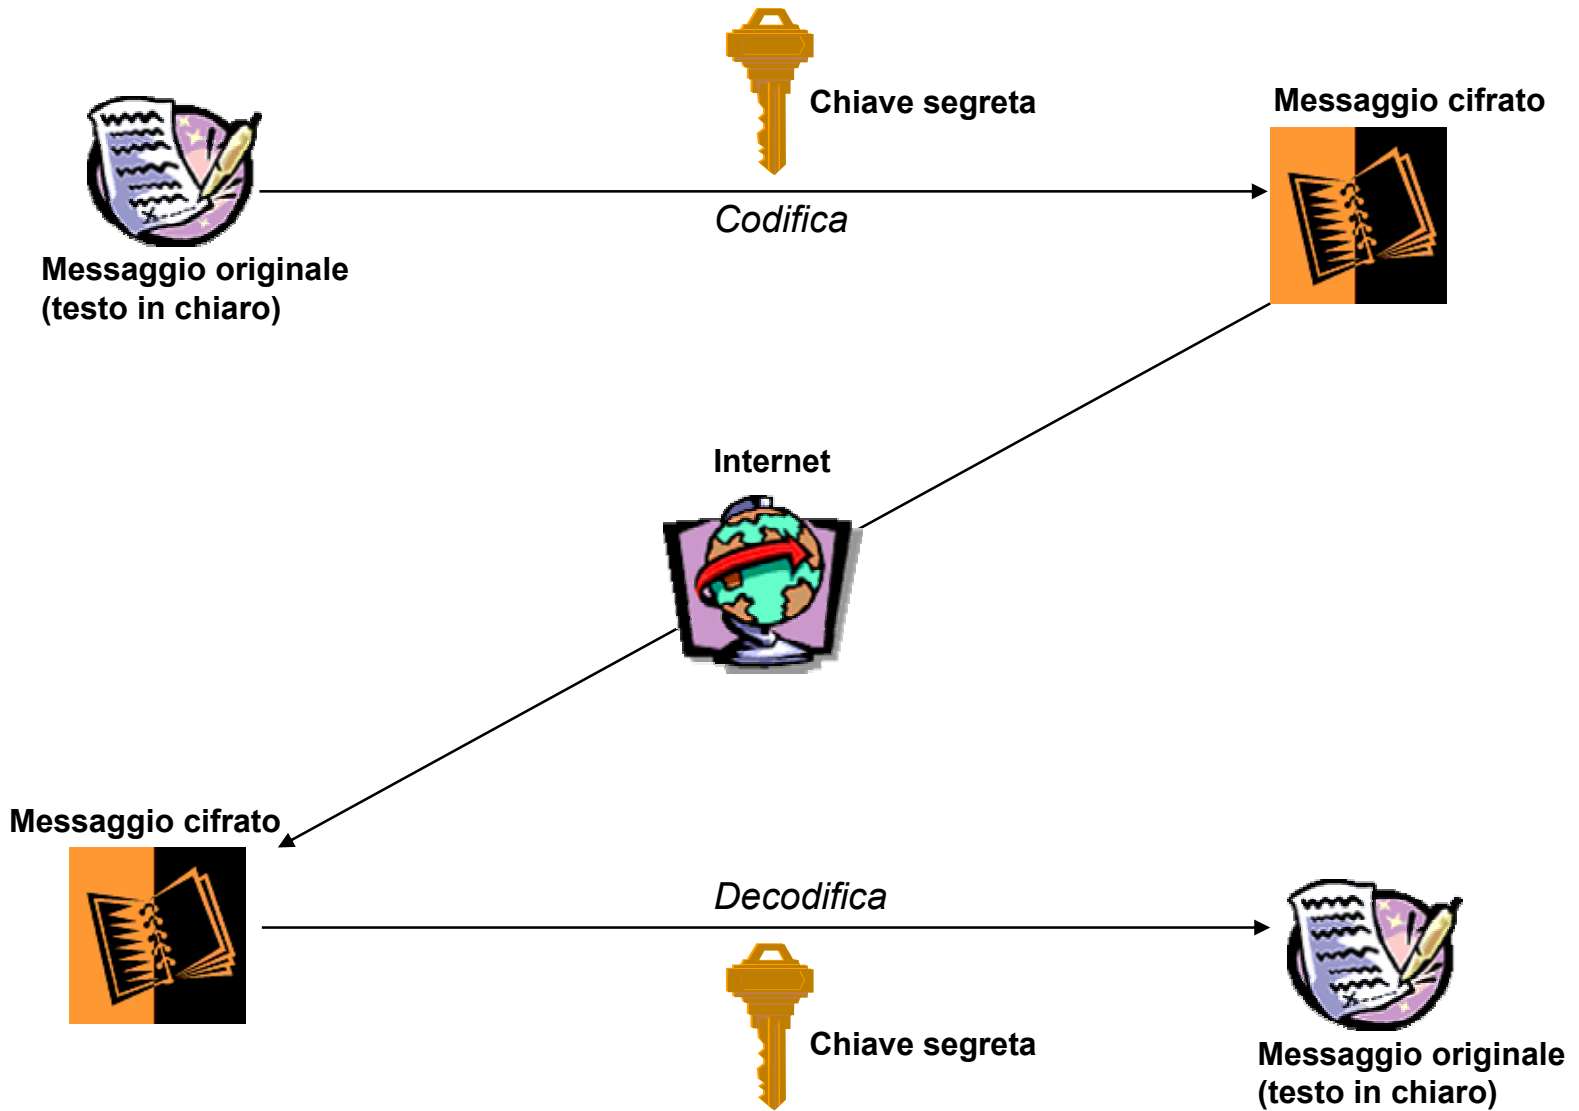 Chiave segreta
Messaggio cifrato
Codifica
Messaggio originale
(testo in chiaro)
Internet
Messaggio cifrato
Decodifica
Chiave segreta
Messaggio originale
(testo in chiaro)